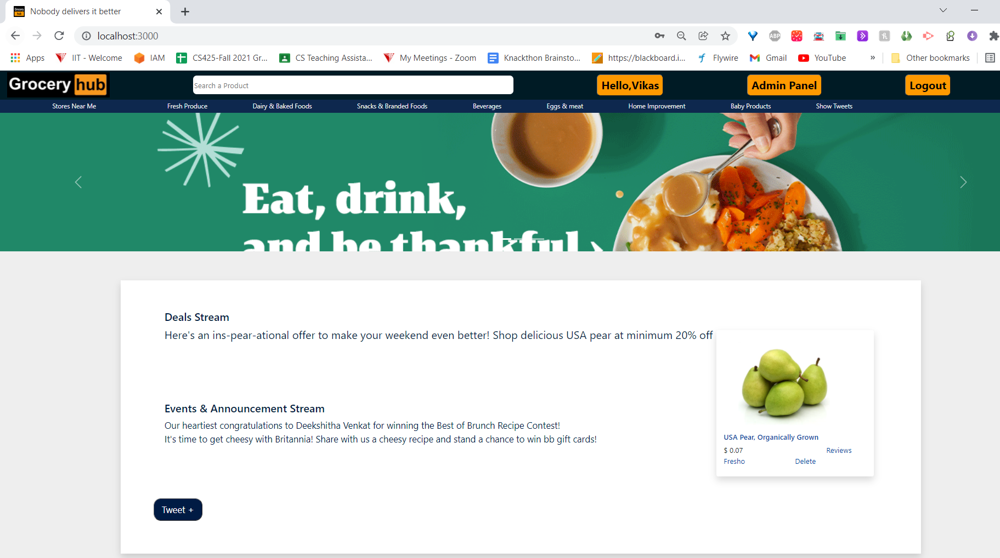 Grocery hub
Nobody delivers it better
localhost:3000
ABP
Apps
IIT - Welcome
IAM
CS425-Fall 2021 Gr...
CS Teaching Assista...
My Meetings - Zoom
Knackthon Brainsto...
https://blackboard.i...
Flywire
Gmail
YouTube
»
Other bookmarks
Grocery hub
Search a Product
Hello,Vikas
Admin Panel
Logout
Stores Near Me
Fresh Produce
Dairy & Baked Foods
Snacks & Branded Foods
Beverages
Eggs & meat
Home Improvement
Baby Products
Show Tweets
Eat, drink,
and be thankful
Deals Stream
Here's an ins-pear-ational offer to make your weekend even better! Shop delicious USA pear at minimum 20% off
Events & Announcement Stream
Our heartiest congratulations to Deekshitha Venkat for winning the Best of Brunch Recipe Contest!
It's time to get cheesy with Britannia! Share with us a cheesy recipe and stand a chance to win bb gift cards!
USA Pear, Organically Grown
$ 0.07
Reviews
Fresho
Delete
Tweet +